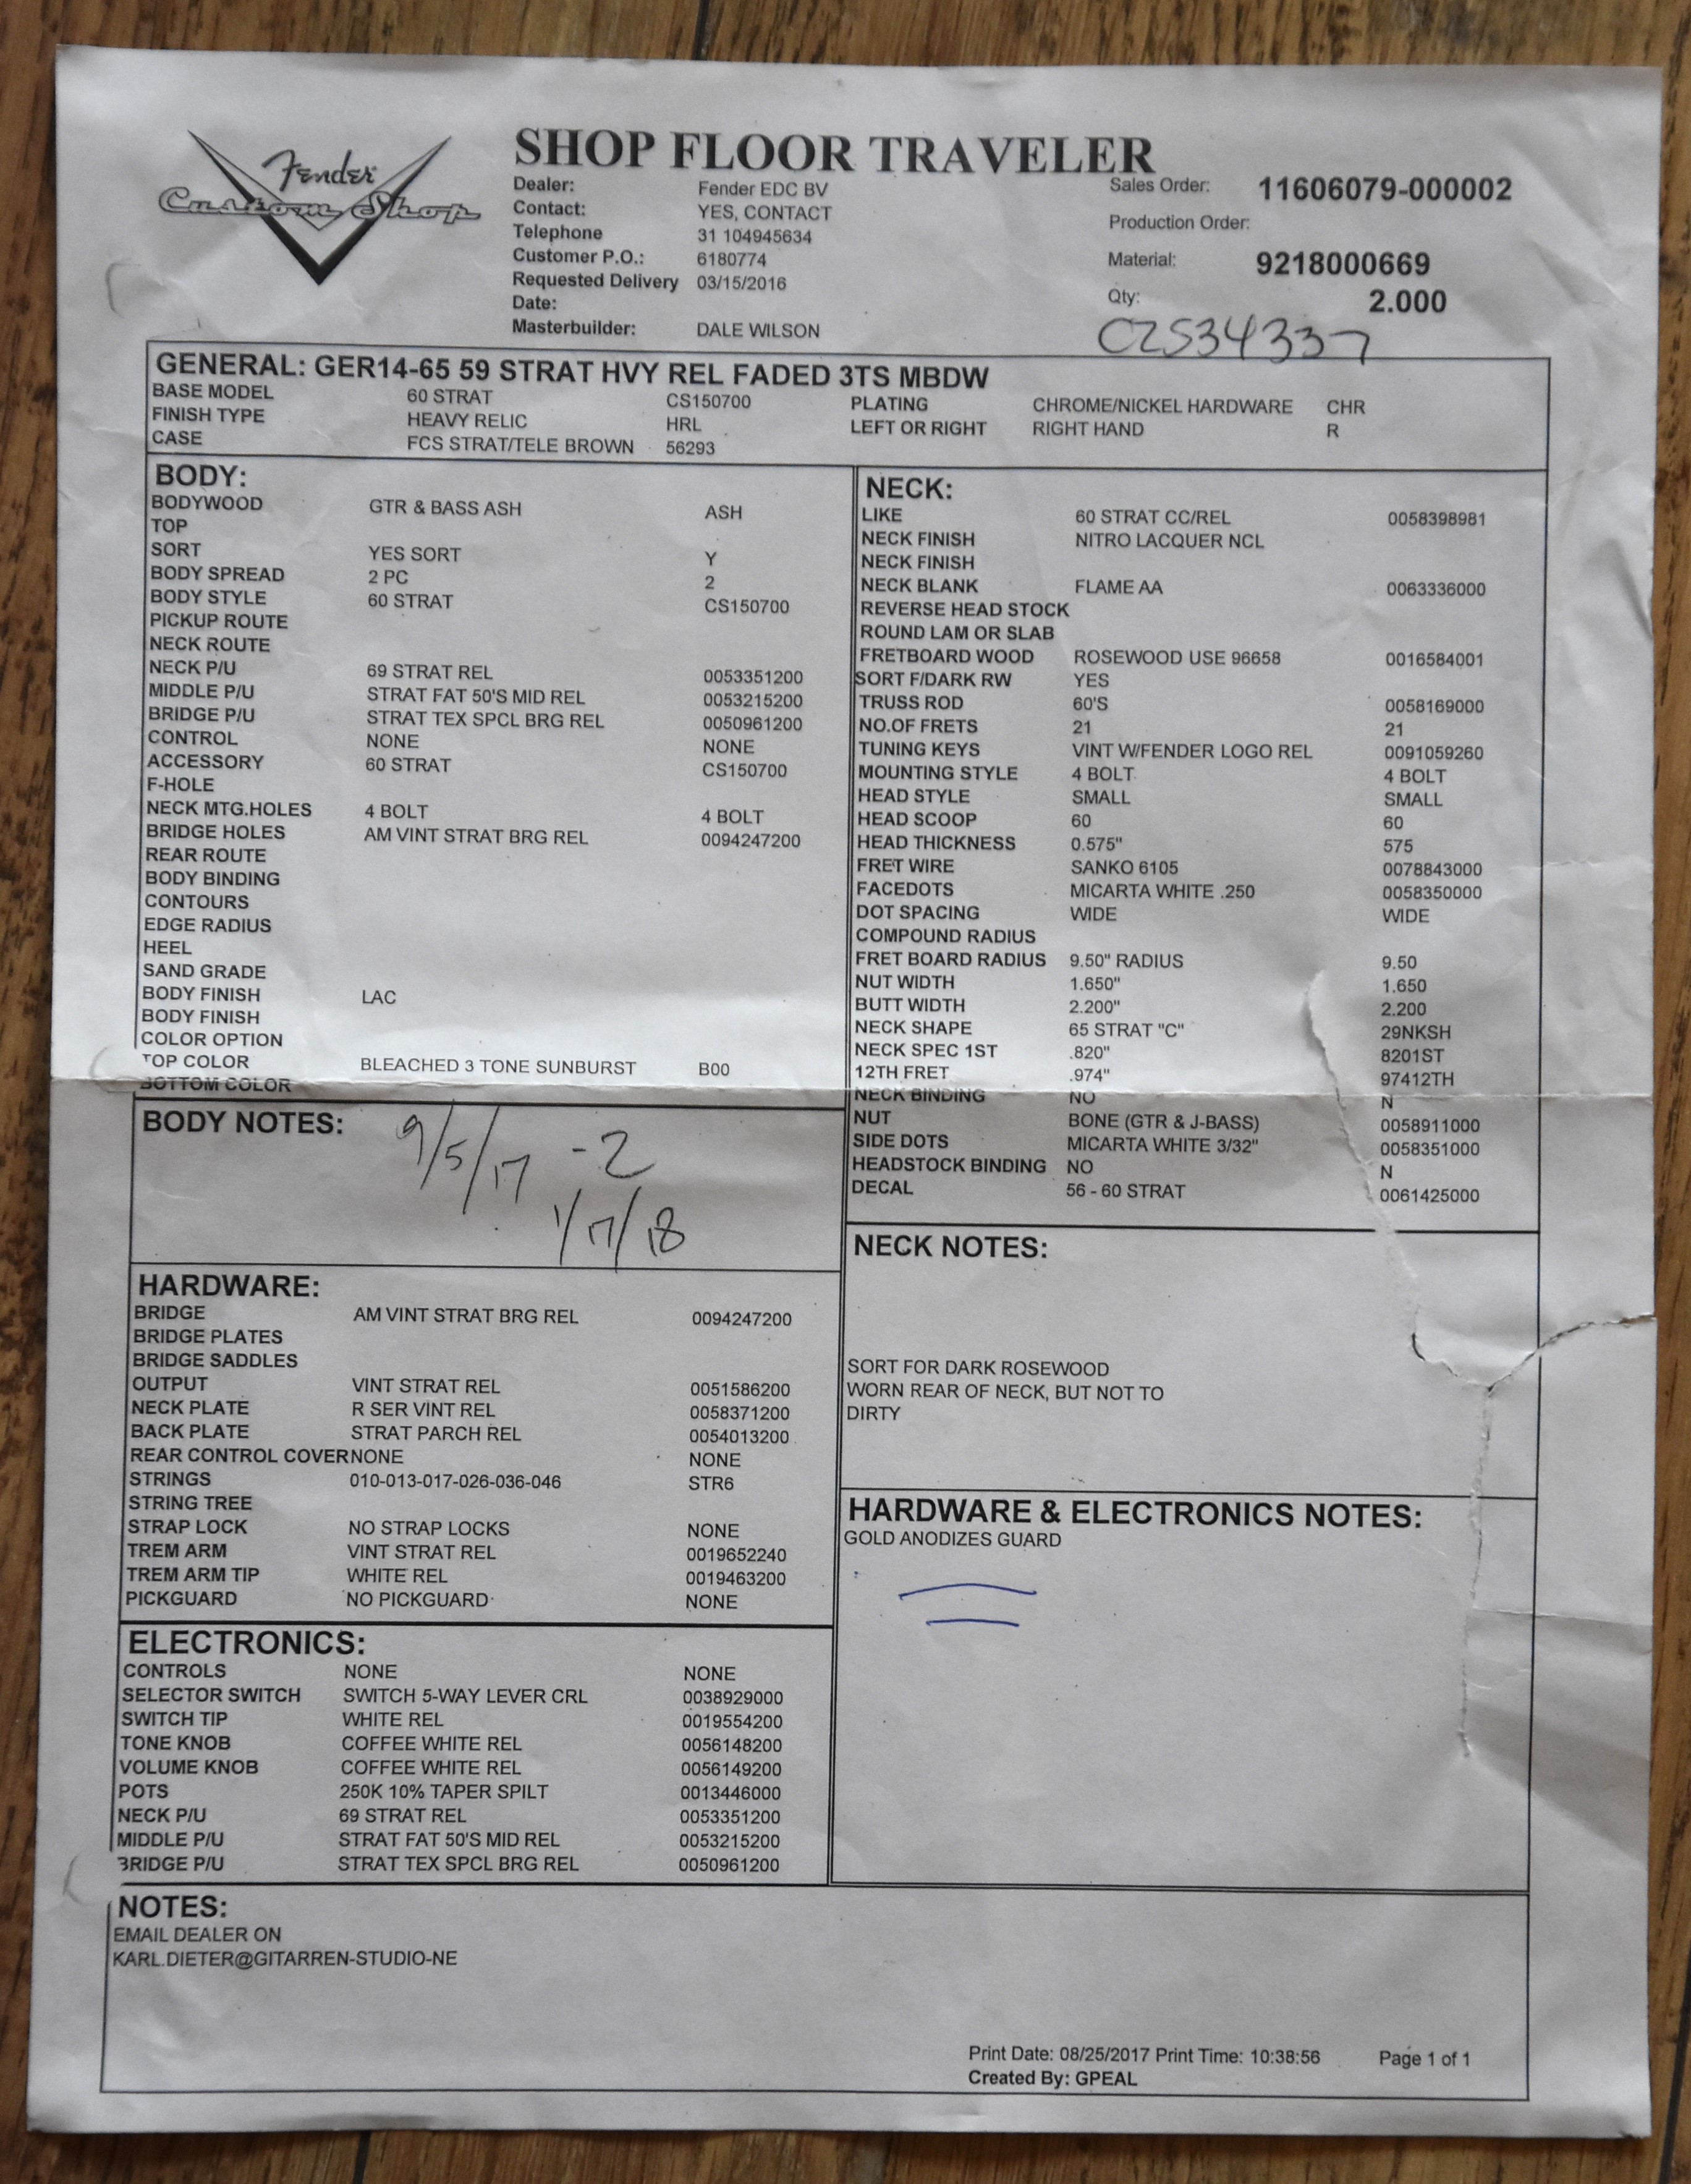 Fender
Custom Shop
SHOP FLOOR TRAVELER
Dealer: Fender EDC BV
Contact: YES, CONTACT
Telephone 31 104945634
Customer P.O.: 6180774
Requested Delivery 03/15/2016
Date:
Masterbuilder: DALE WILSON
Sales Order: 11606079-000002
Production Order:
Material: 9218000669
Qty: 2.000
CZ534337
GENERAL: GER14-65 59 STRAT HVY REL FADED 3TS MBDW
BASE MODEL 60 STRAT CS150700 PLATING CHROME/NICKEL HARDWARE CHR
FINISH TYPE HEAVY RELIC HRL LEFT OR RIGHT RIGHT HAND R
CASE FCS STRAT/TELE BROWN 56293
BODY:
BODYWOOD GTR & BASS ASH ASH
TOP
SORT YES SORT Y
BODY SPREAD 2 PC 2
BODY STYLE 60 STRAT CS150700
PICKUP ROUTE
NECK ROUTE
NECK P/U 69 STRAT REL 0053351200
MIDDLE P/U STRAT FAT 50'S MID REL 0053215200
BRIDGE P/U STRAT TEX SPCL BRG REL 0050961200
CONTROL NONE NONE
ACCESSORY 60 STRAT CS150700
F-HOLE
NECK MTG.HOLES 4 BOLT 4 BOLT
BRIDGE HOLES AM VINT STRAT BRG REL 0094247200
REAR ROUTE
BODY BINDING
CONTOURS
EDGE RADIUS
HEEL
SAND GRADE
BODY FINISH LAC
BODY FINISH
COLOR OPTION
TOP COLOR BLEACHED 3 TONE SUNBURST B00
BOTTOM COLOR
BODY NOTES:
9/5/17 -2
1/7/18
HARDWARE:
BRIDGE AM VINT STRAT BRG REL 0094247200
BRIDGE PLATES
BRIDGE SADDLES
OUTPUT VINT STRAT REL 0051586200
NECK PLATE R SER VINT REL 0058371200
BACK PLATE STRAT PARCH REL 0054013200
REAR CONTROL COVER NONE NONE
STRINGS 010-013-017-026-036-046 STR6
STRING TREE
STRAP LOCK NO STRAP LOCKS NONE
TREM ARM VINT STRAT REL 0019652240
TREM ARM TIP WHITE REL 0019463200
PICKGUARD NO PICKGUARD NONE
ELECTRONICS:
CONTROLS NONE NONE
SELECTOR SWITCH SWITCH 5-WAY LEVER CRL 0038929000
SWITCH TIP WHITE REL 0019554200
TONE KNOB COFFEE WHITE REL 0056148200
VOLUME KNOB COFFEE WHITE REL 0056149200
POTS 250K 10% TAPER SPILT 0013446000
NECK P/U 69 STRAT REL 0053351200
MIDDLE P/U STRAT FAT 50'S MID REL 0053215200
BRIDGE P/U STRAT TEX SPCL BRG REL 0050961200
NECK:
LIKE 60 STRAT CC/REL 0058398981
NECK FINISH NITRO LACQUER NCL
NECK FINISH
NECK BLANK FLAME AA 0063336000
REVERSE HEAD STOCK
ROUND LAM OR SLAB
FRETBOARD WOOD ROSEWOOD USE 96658 0016584001
SORT F/DARK RW YES
TRUSS ROD 60'S 0058169000
NO.OF FRETS 21 21
TUNING KEYS VINT W/FENDER LOGO REL 0091059260
MOUNTING STYLE 4 BOLT 4 BOLT
HEAD STYLE SMALL SMALL
HEAD SCOOP 60 60
HEAD THICKNESS 0.575" 575
FRET WIRE SANKO 6105 0078843000
FACEDOTS MICARTA WHITE .250 0058350000
DOT SPACING WIDE WIDE
COMPOUND RADIUS
FRET BOARD RADIUS 9.50" RADIUS 9.50
NUT WIDTH 1.650" 1.650
BUTT WIDTH 2.200" 2.200
NECK SHAPE 65 STRAT "C" 29NKSH
NECK SPEC 1ST .820" 8201ST
12TH FRET .974" 97412TH
NECK BINDING NO N
NUT BONE (GTR & J-BASS) 0058911000
SIDE DOTS MICARTA WHITE 3/32" 0058351000
HEADSTOCK BINDING NO N
DECAL 56 - 60 STRAT 0061425000
NECK NOTES:
SORT FOR DARK ROSEWOOD
WORN REAR OF NECK, BUT NOT TO
DIRTY
HARDWARE & ELECTRONICS NOTES:
GOLD ANODIZES GUARD
NOTES:
EMAIL DEALER ON
KARL.DIETER@GITARREN-STUDIO-NE
Print Date: 08/25/2017 Print Time: 10:38:56 Page 1 of 1
Created By: GPEAL